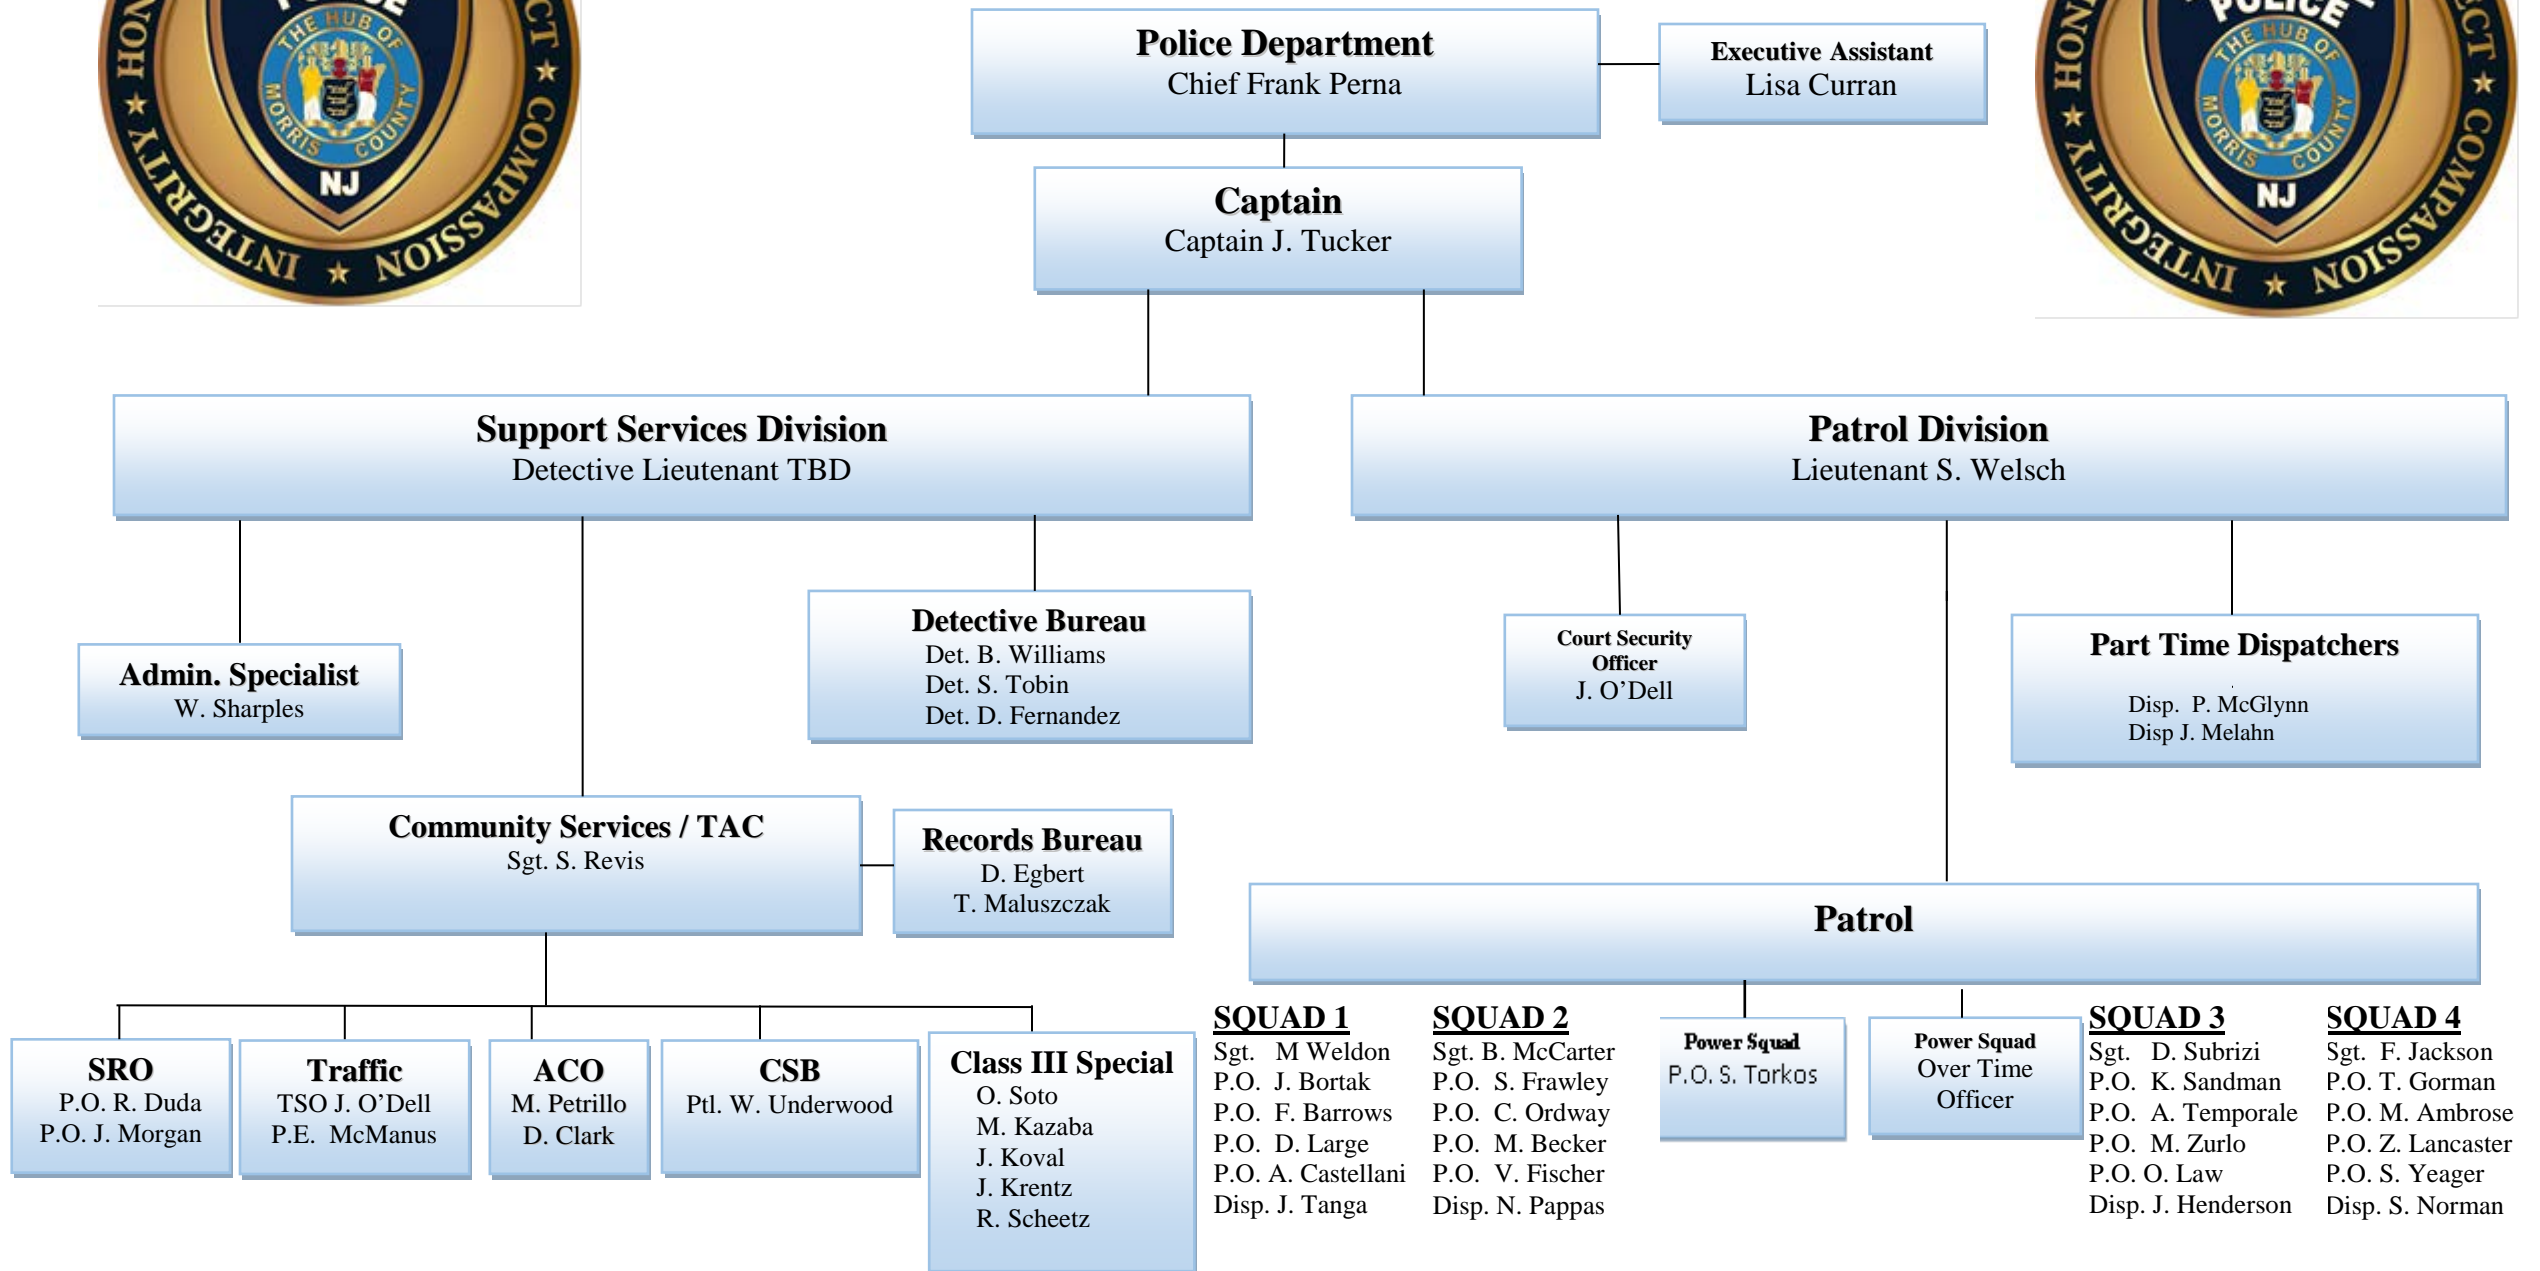 POLICE
THE HUB OF
MORRIS COUNTY
NJ
INTEGRITY ★ COMPASSION ★
Police Department
Chief Frank Perna
Executive Assistant
Lisa Curran
POLICE
THE HUB OF
MORRIS COUNTY
NJ
INTEGRITY ★ COMPASSION ★
Captain
Captain J. Tucker
Support Services Division
Detective Lieutenant TBD
Patrol Division
Lieutenant S. Welsch
Admin. Specialist
W. Sharples
Detective Bureau
Det. B. Williams
Det. S. Tobin
Det. D. Fernandez
Court Security
Officer
J. O’Dell
Part Time Dispatchers
Disp. P. McGlynn
Disp J. Melahn
Community Services / TAC
Sgt. S. Revis
Records Bureau
D. Egbert
T. Maluszczak
Patrol
SRO
P.O. R. Duda
P.O. J. Morgan
Traffic
TSO J. O’Dell
P.E. McManus
ACO
M. Petrillo
D. Clark
CSB
Ptl. W. Underwood
Class III Special
O. Soto
M. Kazaba
J. Koval
J. Krentz
R. Scheetz
SQUAD 1
Sgt. M Weldon
P.O. J. Bortak
P.O. F. Barrows
P.O. D. Large
P.O. A. Castellani
Disp. J. Tanga
SQUAD 2
Sgt. B. McCarter
P.O. S. Frawley
P.O. C. Ordway
P.O. M. Becker
P.O. V. Fischer
Disp. N. Pappas
Power Squad
P.O. S. Torkos
Power Squad
Over Time
Officer
SQUAD 3
Sgt. D. Subrizi
P.O. K. Sandman
P.O. A. Temporale
P.O. M. Zurlo
P.O. O. Law
Disp. J. Henderson
SQUAD 4
Sgt. F. Jackson
P.O. T. Gorman
P.O. M. Ambrose
P.O. Z. Lancaster
P.O. S. Yeager
Disp. S. Norman